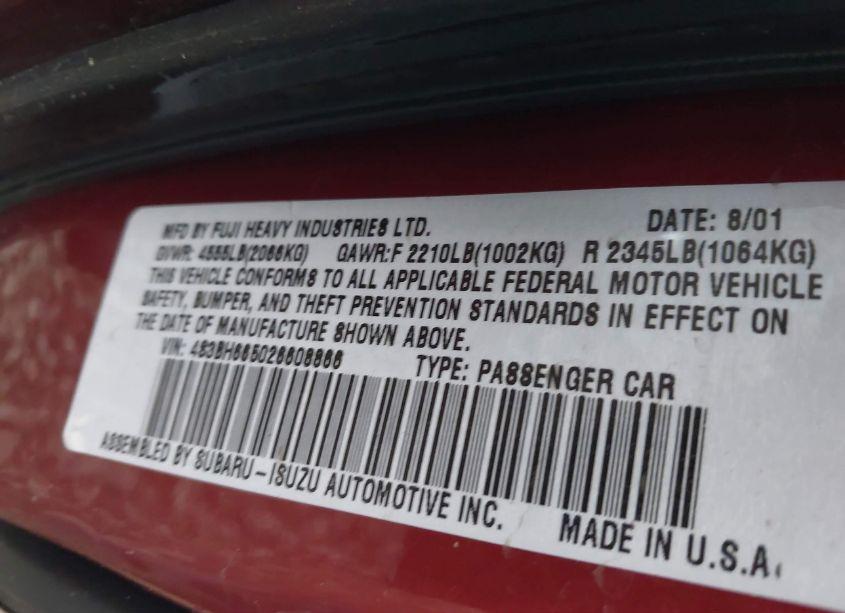 MFD BY FUJI HEAVY INDUSTRIES LTD. DATE: 8/01
GVWR: 4555LB(2066KG) GAWR:F 2210LB(1002KG) R 2345LB(1064KG)
THIS VEHICLE CONFORMS TO ALL APPLICABLE FEDERAL MOTOR VEHICLE
SAFETY, BUMPER, AND THEFT PREVENTION STANDARDS IN EFFECT ON
THE DATE OF MANUFACTURE SHOWN ABOVE.
VIN: TYPE: PASSENGER CAR
ASSEMBLED BY SUBARU-ISUZU AUTOMOTIVE INC.
MADE IN U.S.A.